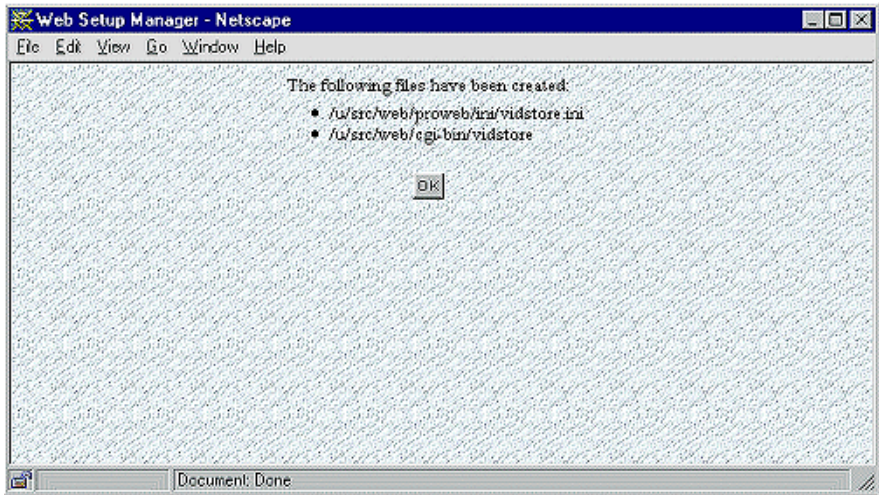 Web Setup Manager - Netscape
File Edit View Go Window Help
The following files have been created:
• /u/src/web/proweb/ini/vidstore.ini
• /u/src/web/cgi-bin/vidstore
OK
Document: Done